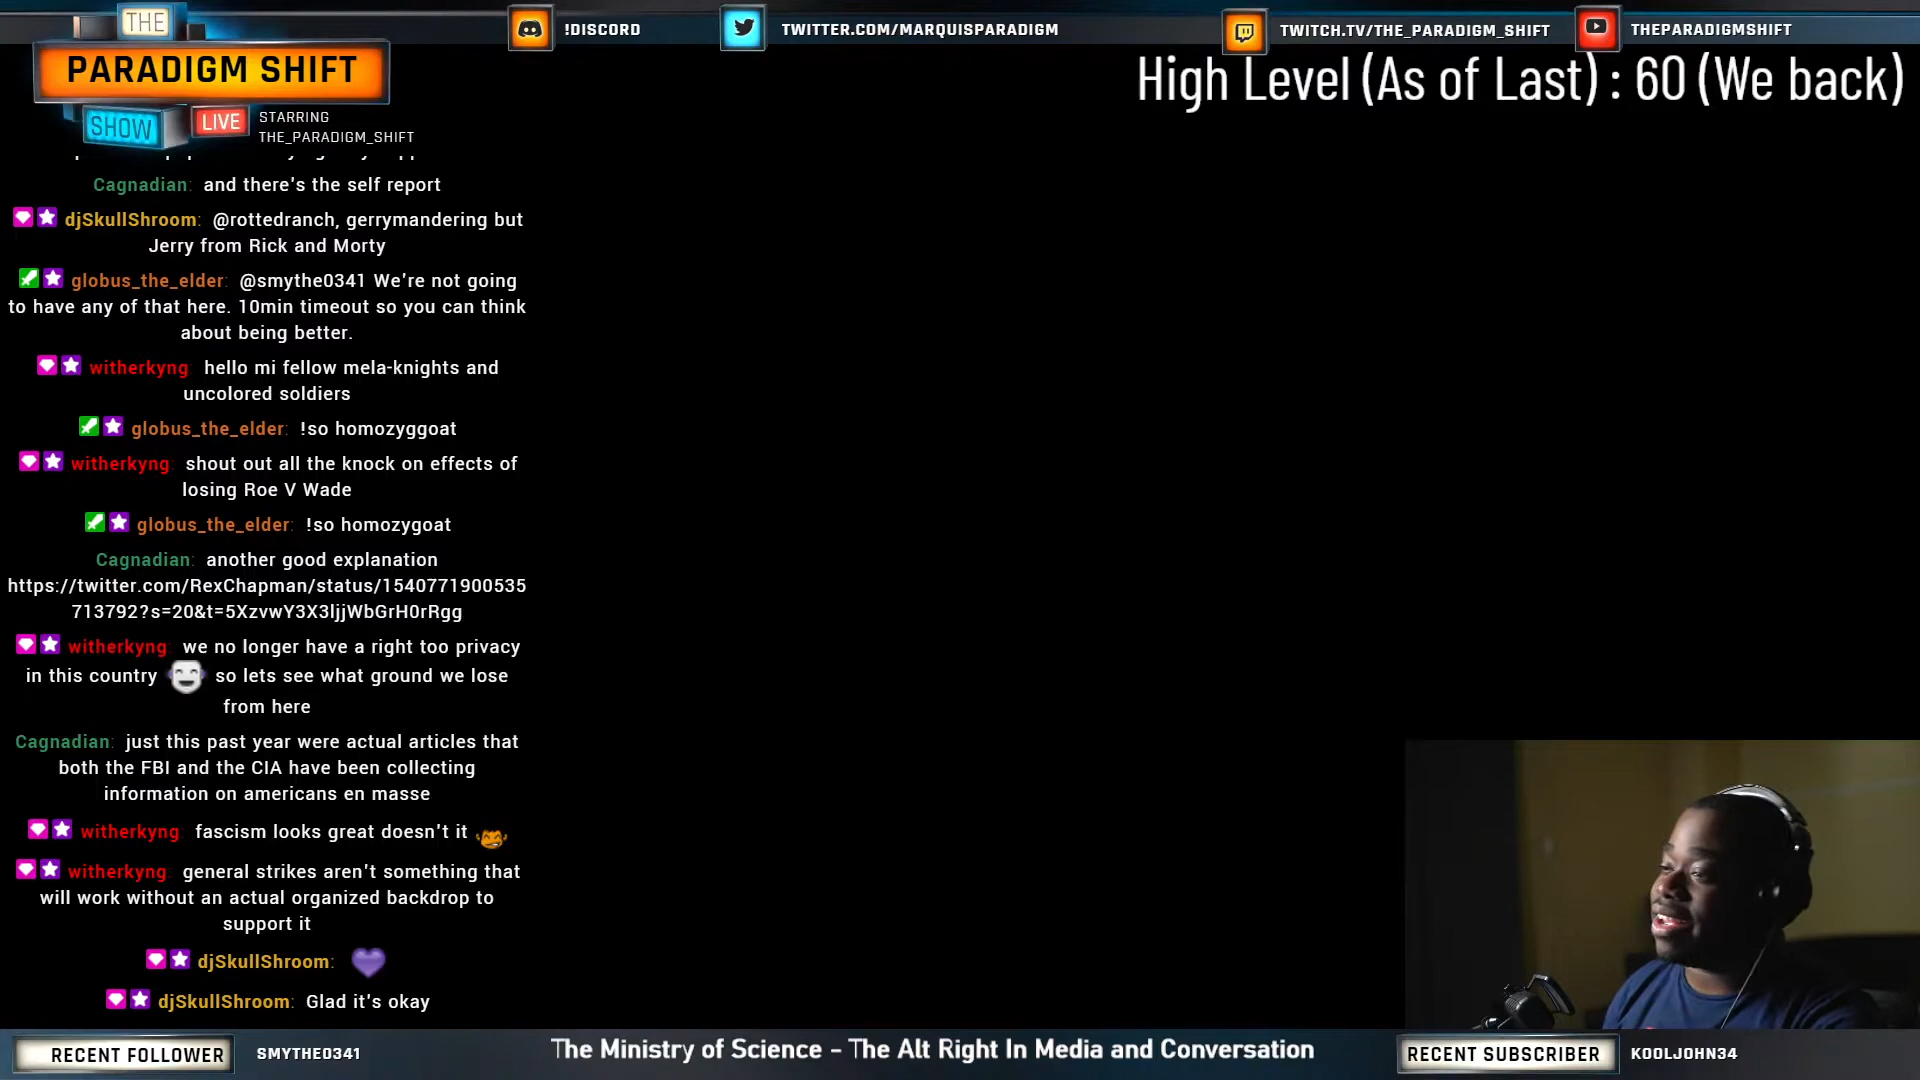 THE
PARADIGM SHIFT
SHOW
LIVE
STARRING
THE_PARADIGM_SHIFT
!DISCORD
TWITTER.COM/MARQUISPARADIGM
TWITCH.TV/THE_PARADIGM_SHIFT
THEPARADIGMSHIFT
High Level (As of Last) : 60 (We back)
Cagnadian: and there's the self report
djSkullShroom: @rottedranch, gerrymandering but
Jerry from Rick and Morty
globus_the_elder: @smythe0341 We're not going
to have any of that here. 10min timeout so you can think
about being better.
witherkyng: hello mi fellow mela-knights and
uncolored soldiers
globus_the_elder: !so homozyggoat
witherkyng: shout out all the knock on effects of
losing Roe V Wade
globus_the_elder: !so homozygoat
Cagnadian: another good explanation
https://twitter.com/RexChapman/status/1540771900535
713792?s=20&t=5XzvwY3X3ljjWbGrH0rRgg
witherkyng: we no longer have a right too privacy
in this country so lets see what ground we lose
from here
Cagnadian: just this past year were actual articles that
both the FBI and the CIA have been collecting
information on americans en masse
witherkyng: fascism looks great doesn't it
witherkyng: general strikes aren't something that
will work without an actual organized backdrop to
support it
djSkullShroom:
djSkullShroom: Glad it's okay
RECENT FOLLOWER
SMYTHE0341
The Ministry of Science - The Alt Right In Media and Conversation
RECENT SUBSCRIBER
KOOLJOHN34